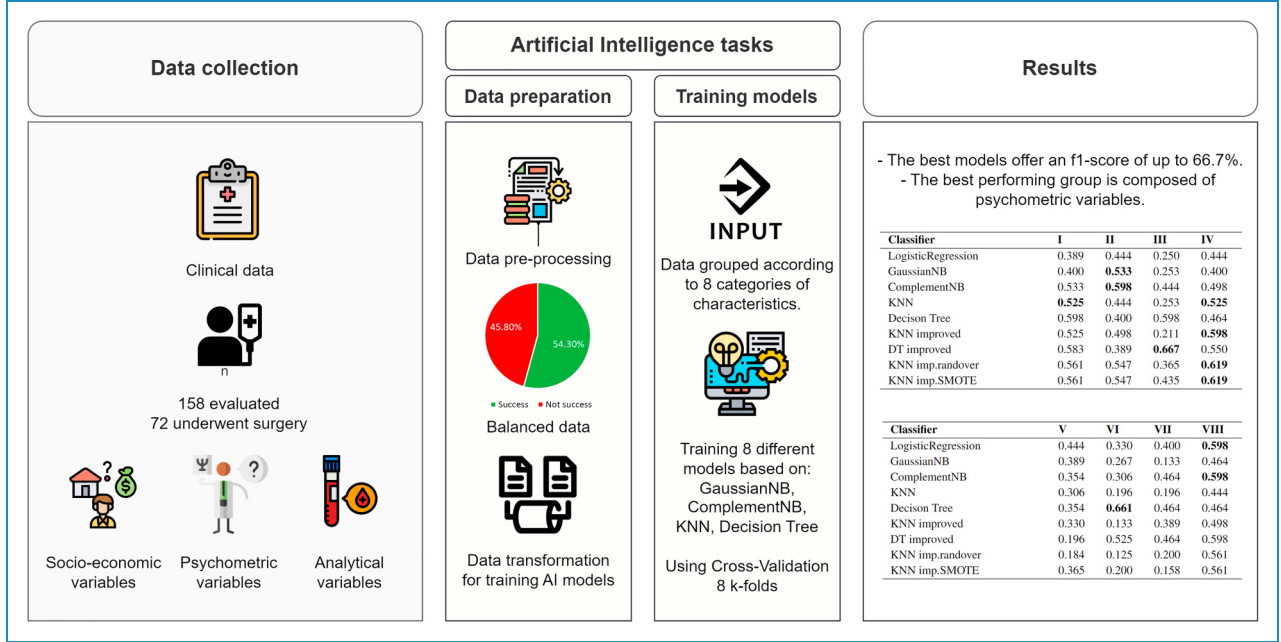 Data collection
Clinical data
n
158 evaluated
72 underwent surgery
?
$
Ψ
?
Socio-economic
variables
Psychometric
variables
Analytical
variables
Artificial Intelligence tasks
Data preparation
Data pre-processing
45.80%
54.30%
Success Not success
Balanced data
Data transformation
for training AI models
Training models
INPUT
Data grouped according
to 8 categories of
characteristics.
Training 8 different
models based on:
GaussianNB,
ComplementNB,
KNN, Decision Tree
Using Cross-Validation
8 k-folds
Results
- The best models offer an f1-score of up to 66.7%.
- The best performing group is composed of
psychometric variables.
Classifier I II III IV
LogisticRegression 0.389 0.444 0.250 0.444
GaussianNB 0.400 0.533 0.253 0.400
ComplementNB 0.533 0.598 0.444 0.498
KNN 0.525 0.444 0.253 0.525
Decison Tree 0.598 0.400 0.598 0.464
KNN improved 0.525 0.498 0.211 0.598
DT improved 0.583 0.389 0.667 0.550
KNN imp.randover 0.561 0.547 0.365 0.619
KNN imp.SMOTE 0.561 0.547 0.435 0.619
Classifier V VI VII VIII
LogisticRegression 0.444 0.330 0.400 0.598
GaussianNB 0.389 0.267 0.133 0.464
ComplementNB 0.354 0.306 0.464 0.598
KNN 0.306 0.196 0.196 0.444
Decison Tree 0.354 0.661 0.464 0.464
KNN improved 0.330 0.133 0.389 0.498
DT improved 0.196 0.525 0.464 0.598
KNN imp.randover 0.184 0.125 0.200 0.561
KNN imp.SMOTE 0.365 0.200 0.158 0.561